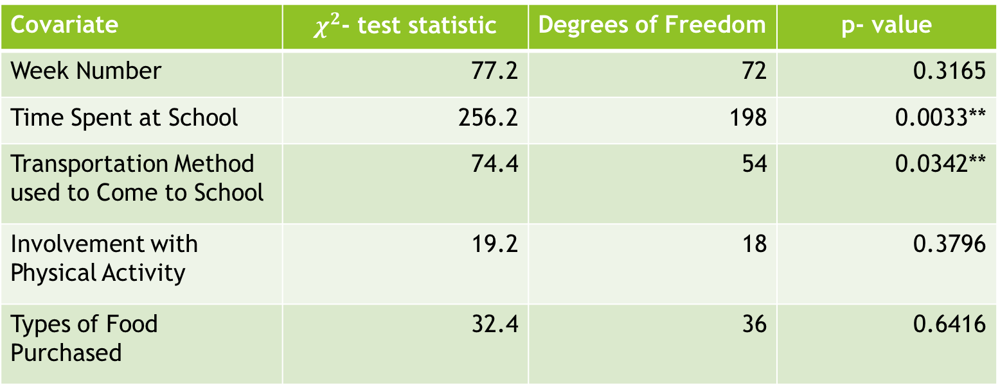 Covariate χ²- test statistic Degrees of Freedom p- value
Week Number 77.2 72 0.3165
Time Spent at School 256.2 198 0.0033**
Transportation Method 74.4 54 0.0342**
used to Come to School
Involvement with 19.2 18 0.3796
Physical Activity
Types of Food 32.4 36 0.6416
Purchased